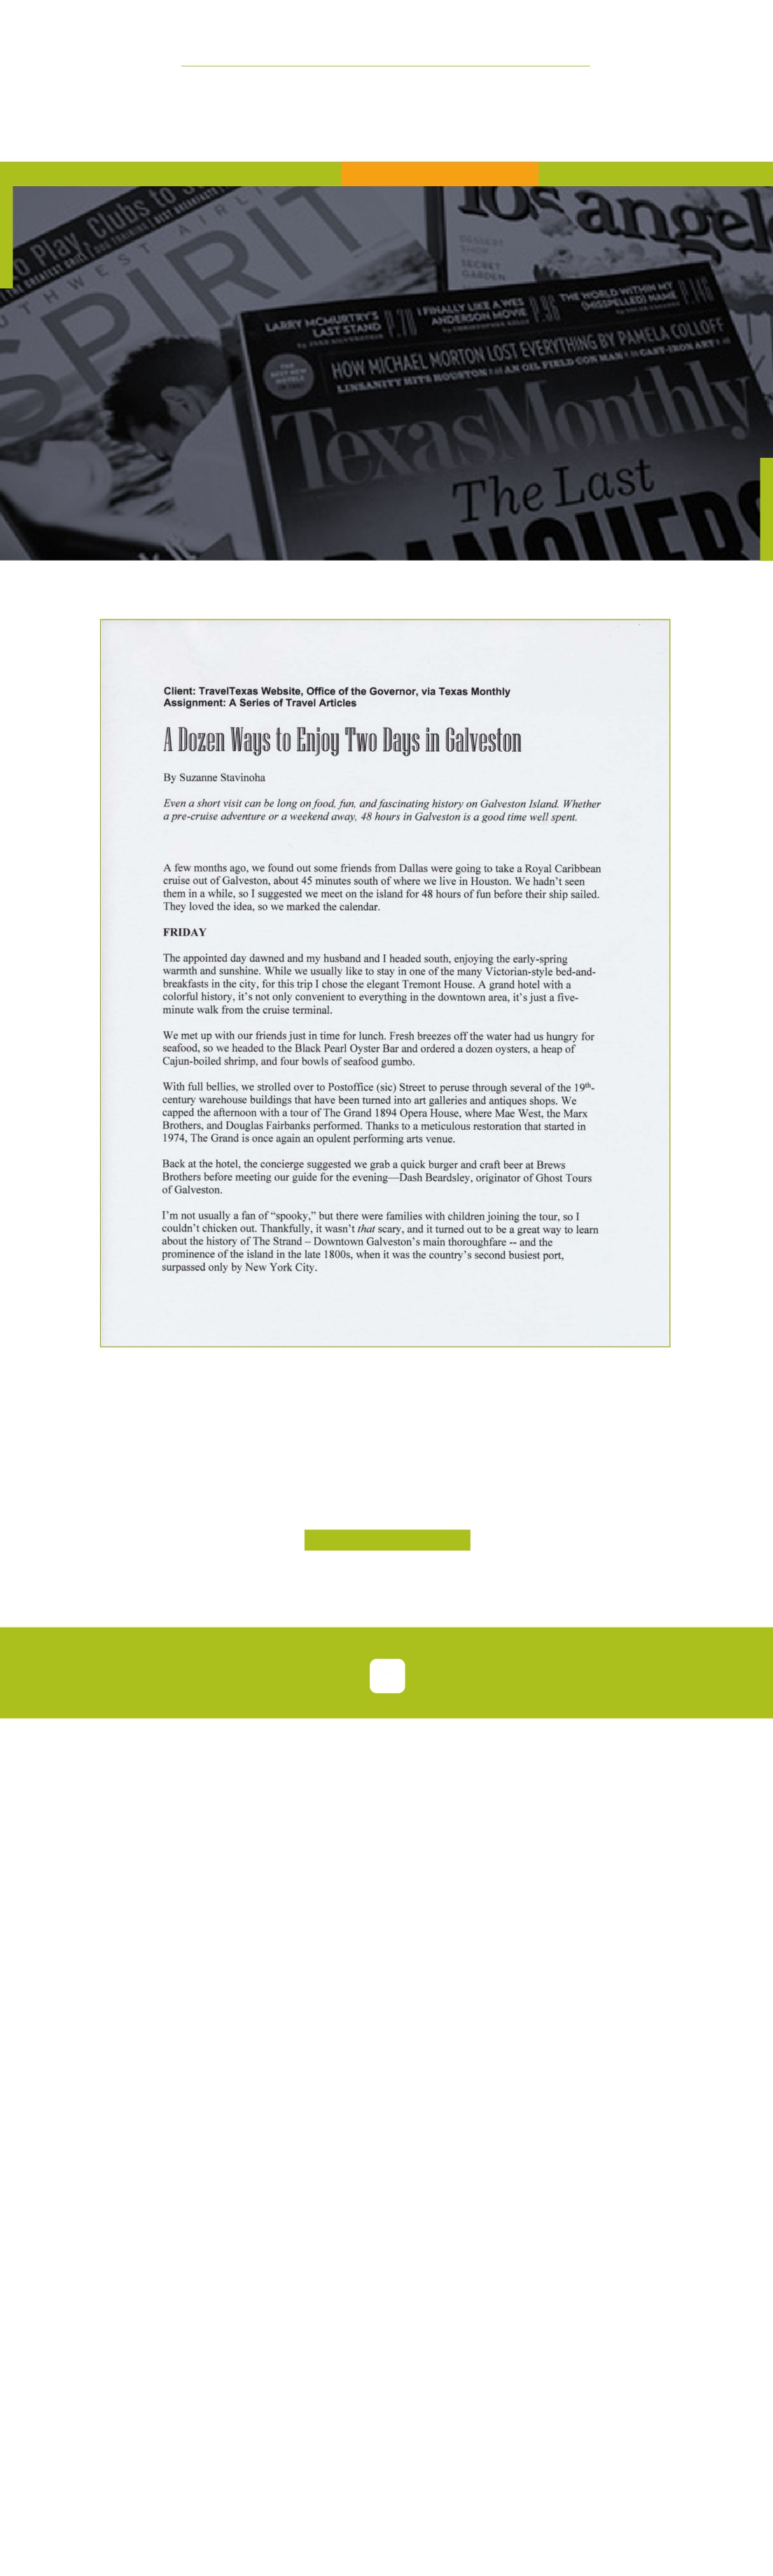 O Play, Clubs to
THWEST AIRL
SPIRIT
los angel
DESSERT
SHOP
SECRET
GARDEN
LARRY MCMURTRY'S
LAST STAND
P.70
I FINALLY LIKE A WES
ANDERSON MOVIE
P.96
THE WORLD WITHIN MY
(MISSPELLED) NAME
P.148
HOW MICHAEL MORTON LOST EVERYTHING BY PAMELA COLLOFF
LINSANITY HITS HOUSTON AN OIL FIELD CON MAN CAST-IRON ART
TexasMonthly
The Last
Client: TravelTexas Website, Office of the Governor, via Texas Monthly
Assignment: A Series of Travel Articles
A Dozen Ways to Enjoy Two Days in Galveston
By Suzanne Stavinoha
Even a short visit can be long on food, fun, and fascinating history on Galveston Island. Whether
a pre-cruise adventure or a weekend away, 48 hours in Galveston is a good time well spent.
A few months ago, we found out some friends from Dallas were going to take a Royal Caribbean
cruise out of Galveston, about 45 minutes south of where we live in Houston. We hadn't seen
them in a while, so I suggested we meet on the island for 48 hours of fun before their ship sailed.
They loved the idea, so we marked the calendar.
FRIDAY
The appointed day dawned and my husband and I headed south, enjoying the early-spring
warmth and sunshine. While we usually like to stay in one of the many Victorian-style bed-and-
breakfasts in the city, for this trip I chose the elegant Tremont House. A grand hotel with a
colorful history, it's not only convenient to everything in the downtown area, it's just a five-
minute walk from the cruise terminal.
We met up with our friends just in time for lunch. Fresh breezes off the water had us hungry for
seafood, so we headed to the Black Pearl Oyster Bar and ordered a dozen oysters, a heap of
Cajun-boiled shrimp, and four bowls of seafood gumbo.
With full bellies, we strolled over to Postoffice (sic) Street to peruse through several of the 19th-
century warehouse buildings that have been turned into art galleries and antiques shops. We
capped the afternoon with a tour of The Grand 1894 Opera House, where Mae West, the Marx
Brothers, and Douglas Fairbanks performed. Thanks to a meticulous restoration that started in
1974, The Grand is once again an opulent performing arts venue.
Back at the hotel, the concierge suggested we grab a quick burger and craft beer at Brews
Brothers before meeting our guide for the evening—Dash Beardsley, originator of Ghost Tours
of Galveston.
I'm not usually a fan of “spooky,” but there were families with children joining the tour, so I
couldn't chicken out. Thankfully, it wasn't that scary, and it turned out to be a great way to learn
about the history of The Strand – Downtown Galveston's main thoroughfare -- and the
prominence of the island in the late 1800s, when it was the country's second busiest port,
surpassed only by New York City.